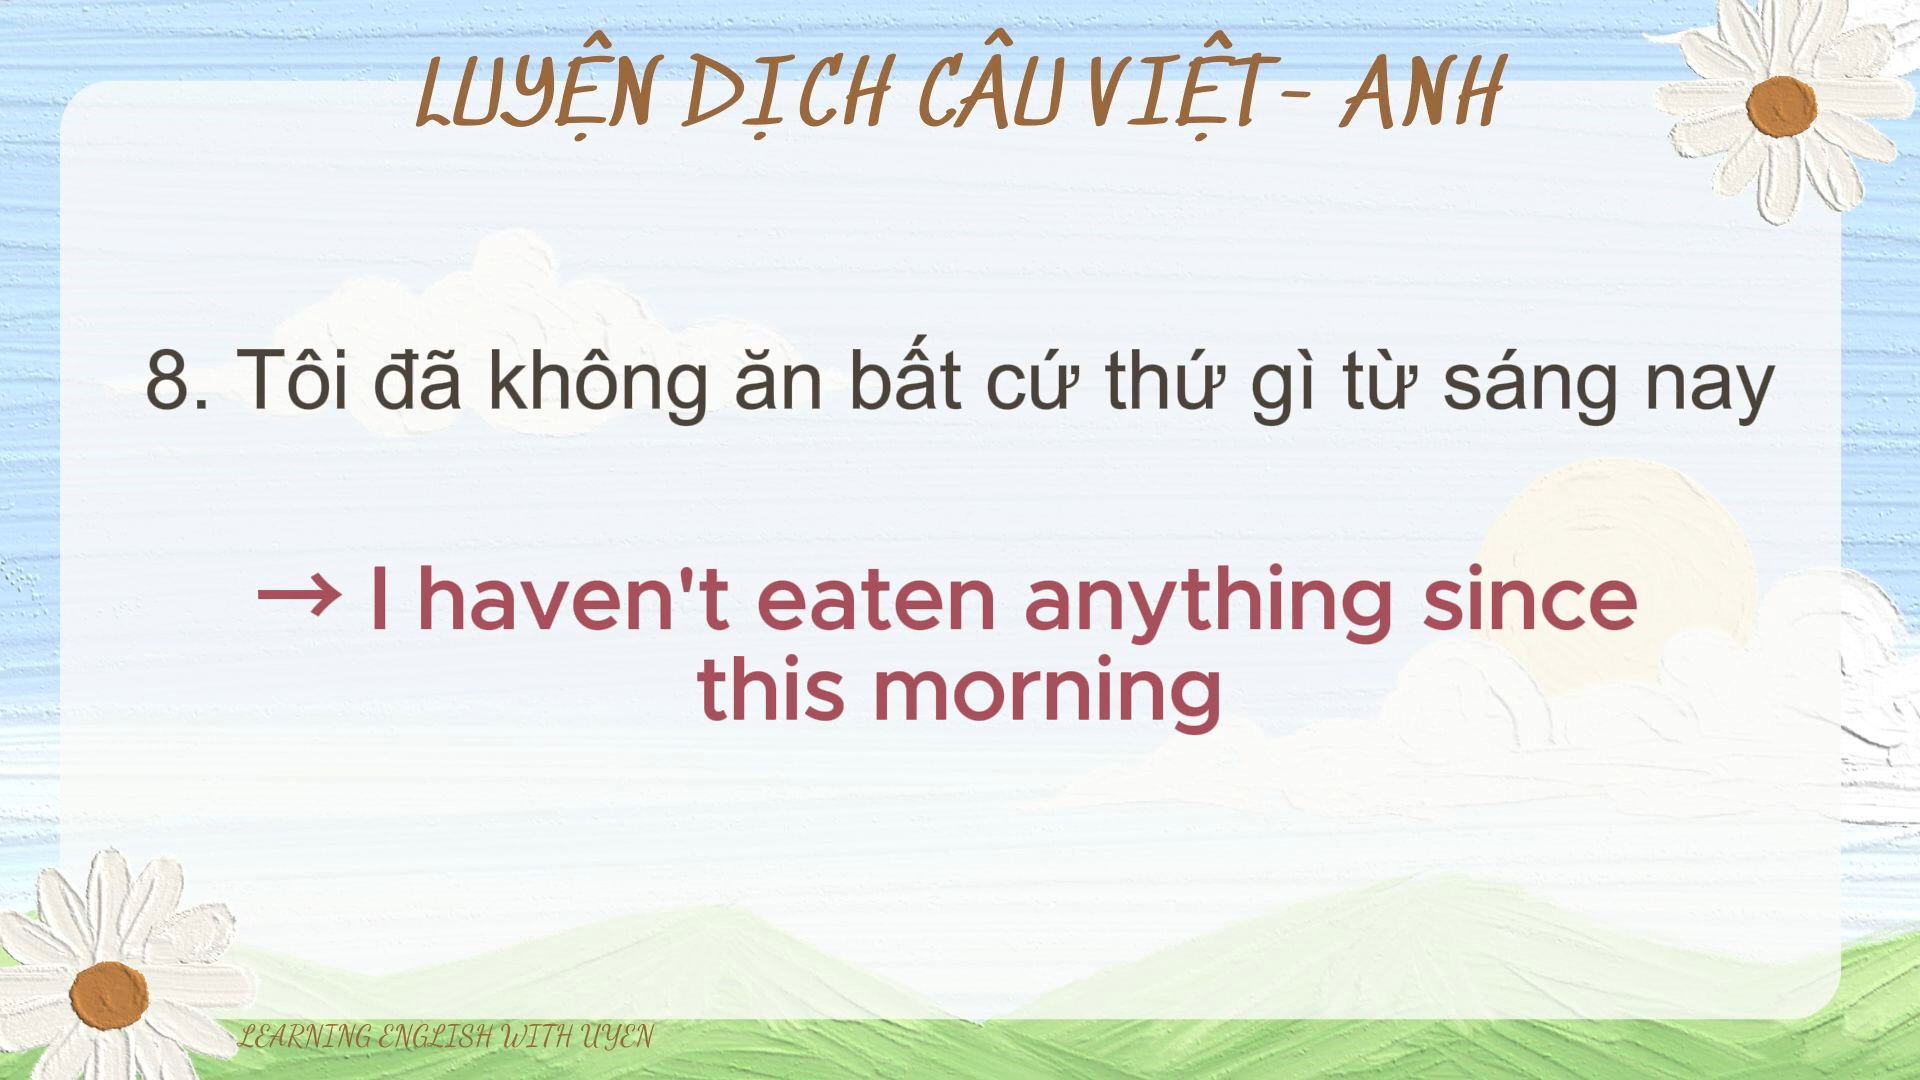 LUYỆN DỊCH CÂU VIỆT - ANH
8. Tôi đã không ăn bất cứ thứ gì từ sáng nay
→ I haven't eaten anything since
this morning
LEARNING ENGLISH WITH UYEN